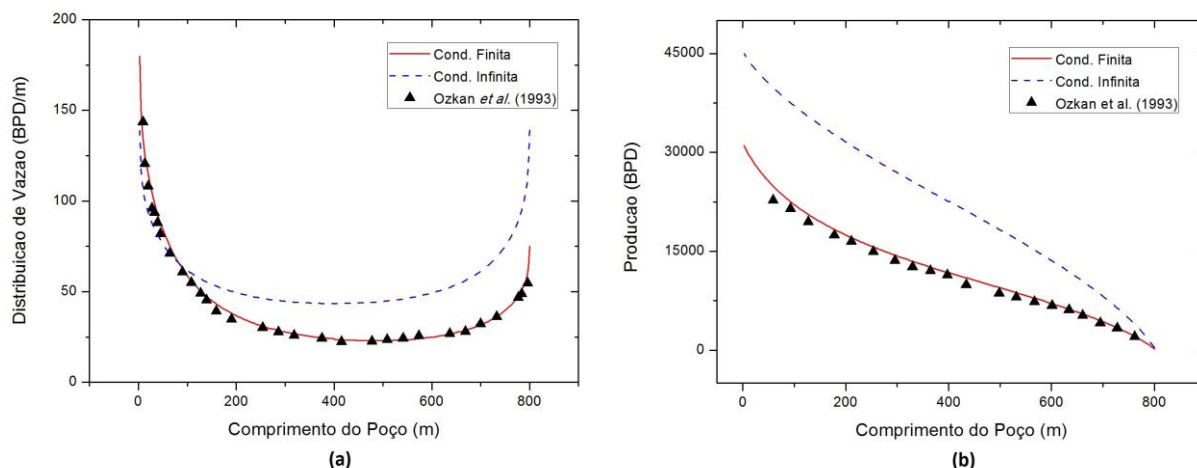 200
150
100
50
0
Distribuicao de Vazao (BPD/m)
Cond. Finita
Cond. Infinita
Ozkan et al. (1993)
0 200 400 600 800
Comprimento do Poço (m)
(a)
45000
30000
15000
0
Producao (BPD)
Cond. Finita
Cond. Infinita
Ozkan et al. (1993)
0 200 400 600 800
Comprimento do Poço (m)
(b)